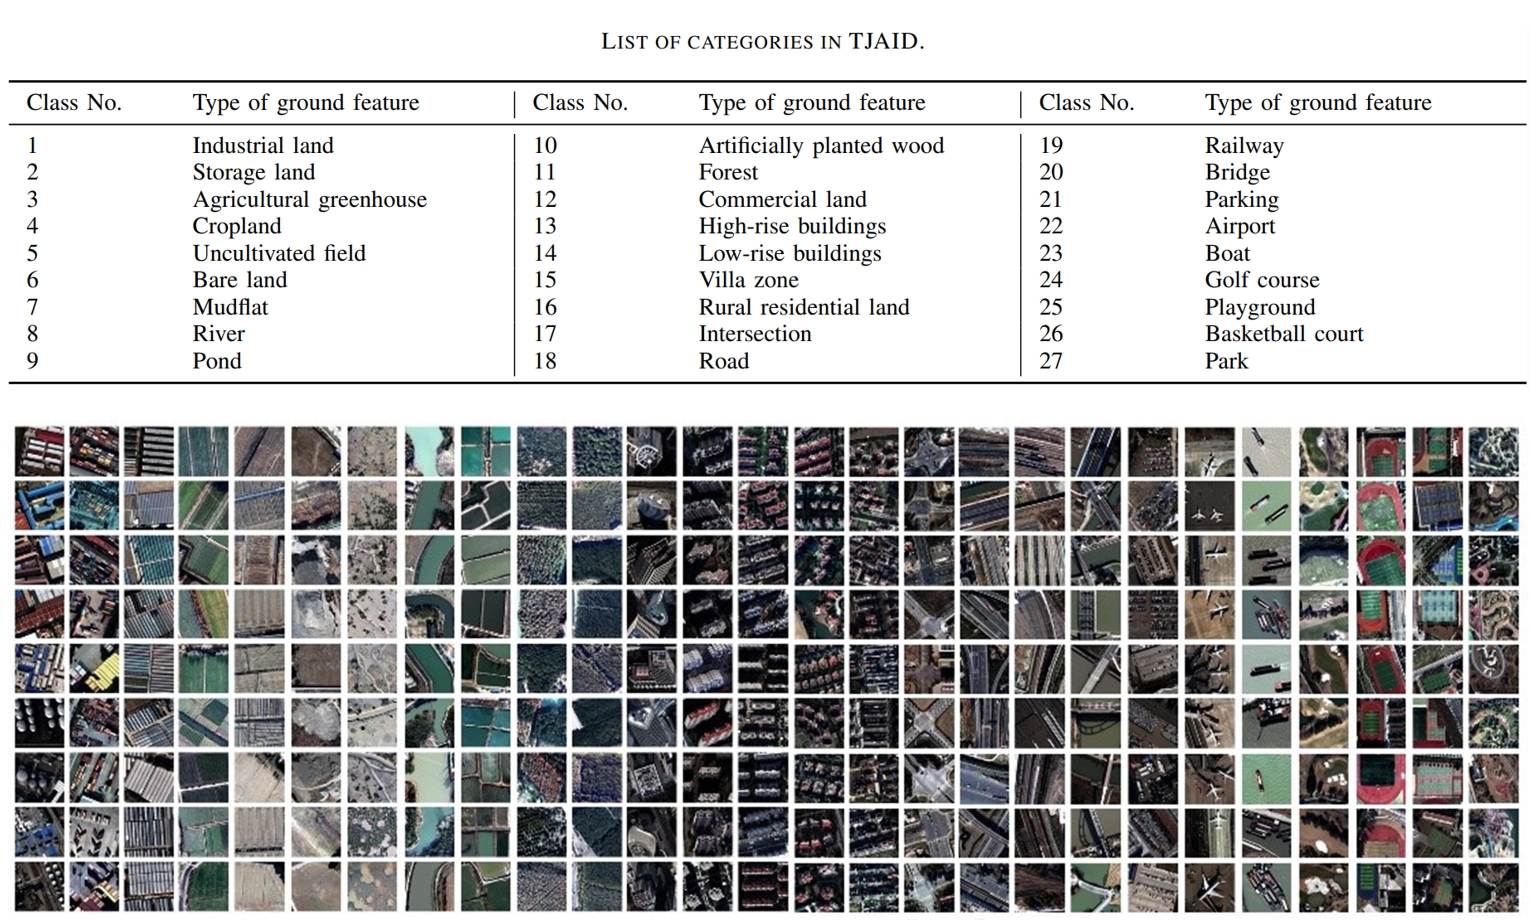 LIST OF CATEGORIES IN TJAID.
Class No. Type of ground feature Class No. Type of ground feature Class No. Type of ground feature
1 Industrial land 10 Artificially planted wood 19 Railway
2 Storage land 11 Forest 20 Bridge
3 Agricultural greenhouse 12 Commercial land 21 Parking
4 Cropland 13 High-rise buildings 22 Airport
5 Uncultivated field 14 Low-rise buildings 23 Boat
6 Bare land 15 Villa zone 24 Golf course
7 Mudflat 16 Rural residential land 25 Playground
8 River 17 Intersection 26 Basketball court
9 Pond 18 Road 27 Park